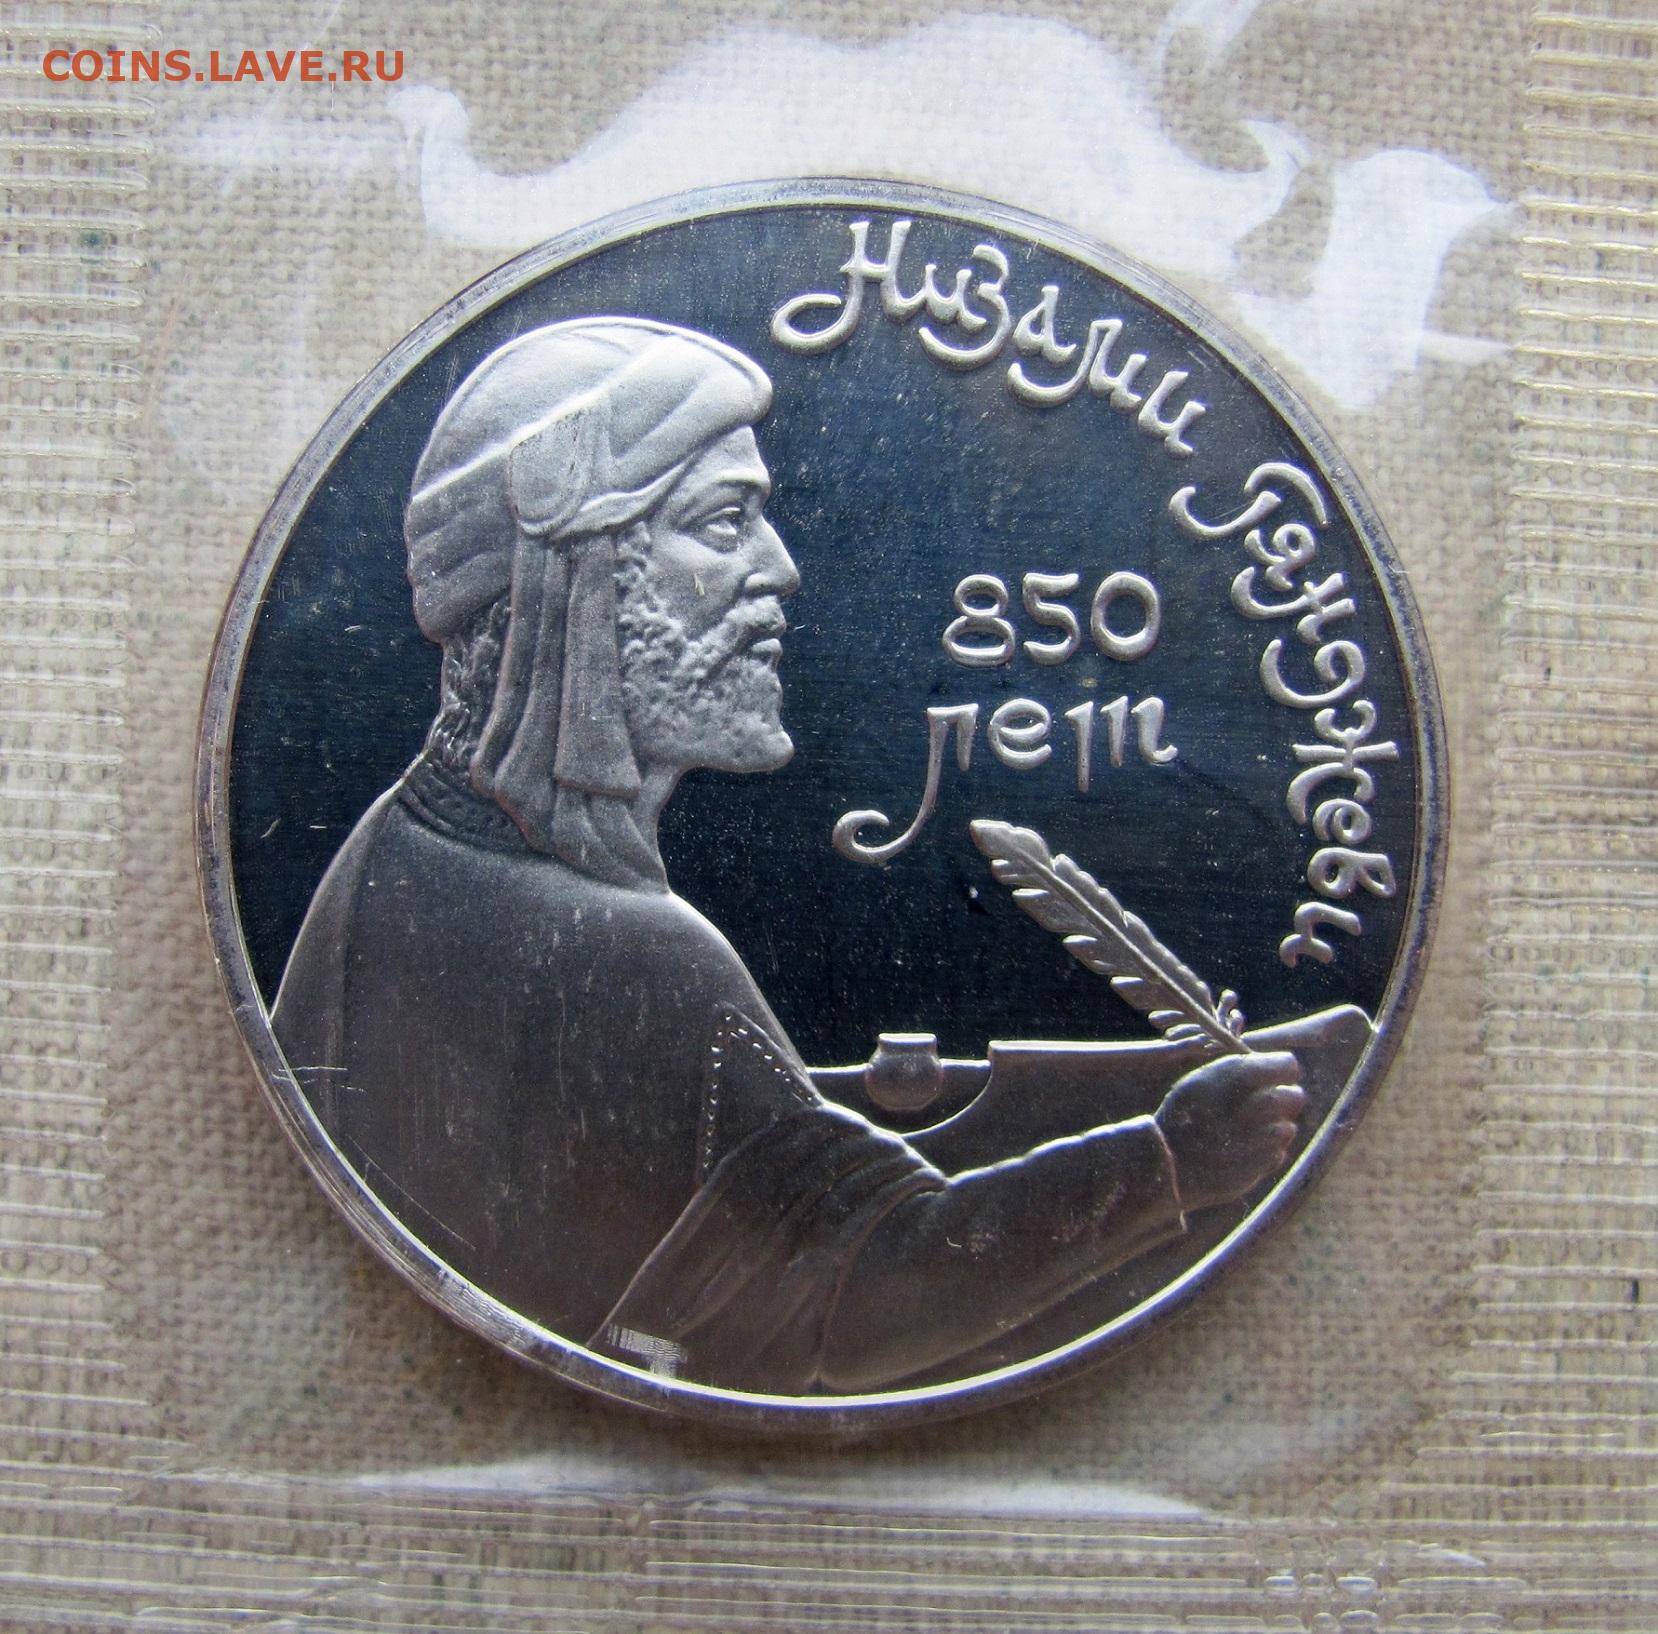 COINS.LAVE.RU
Низами Гянджеви
850
лет